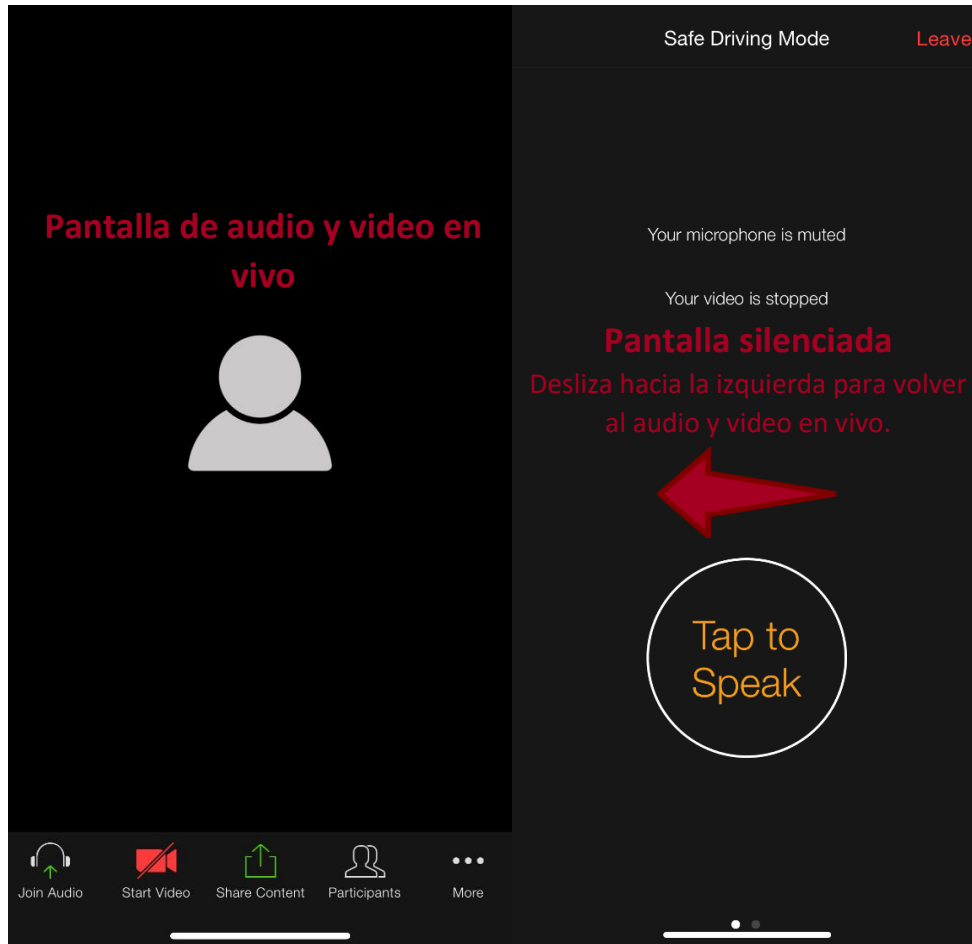 Pantalla de audio y video en
vivo
Join Audio
Start Video
Share Content
Participants
More
Safe Driving Mode
Leave
Your microphone is muted
Your video is stopped
Pantalla silenciada
Desliza hacia la izquierda para volver
al audio y video en vivo.
Tap to
Speak